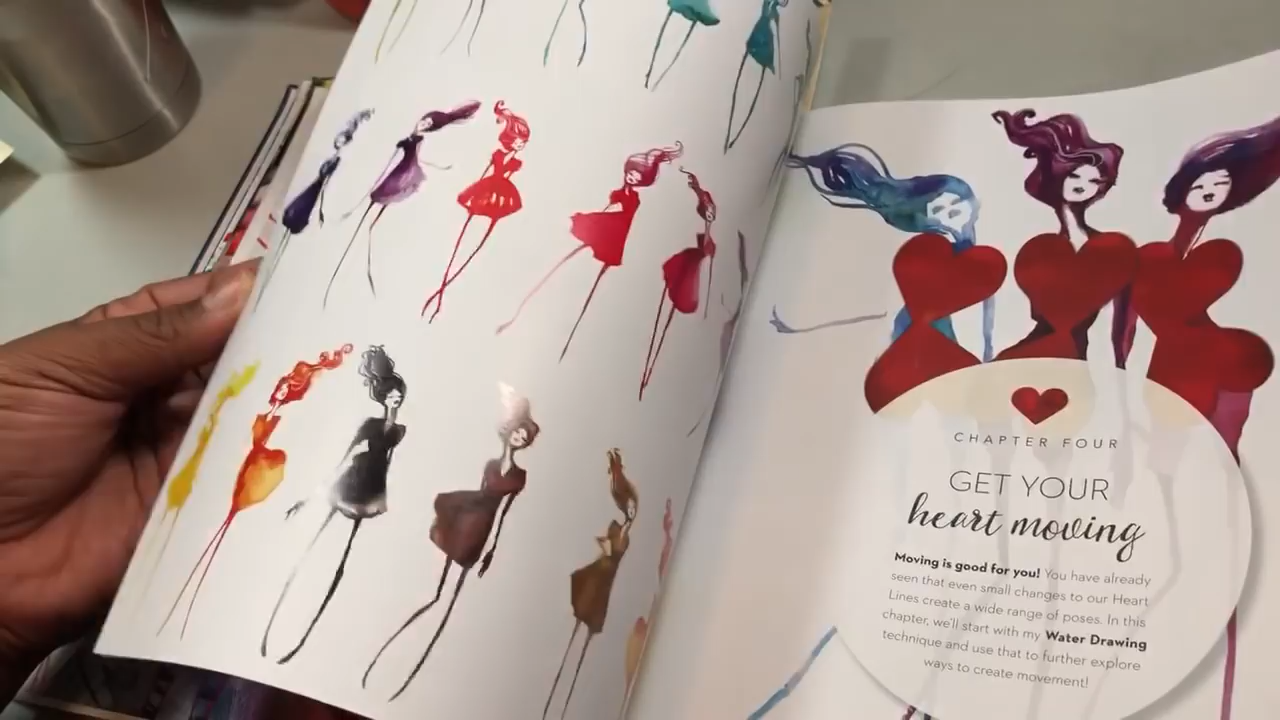 CHAPTER FOUR
GET YOUR
heart moving
Moving is good for you! You have already
seen that even small changes to our Heart
Lines create a wide range of poses. In this
chapter, we'll start with my Water Drawing
technique and use that to further explore
ways to create movement!